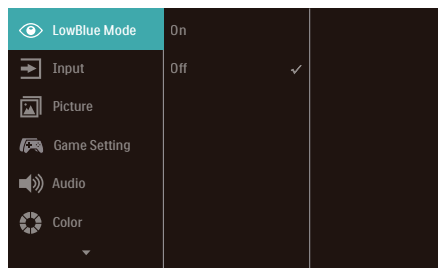 LowBlue Mode
On
Input
Off
Picture
Game Setting
Audio
Color